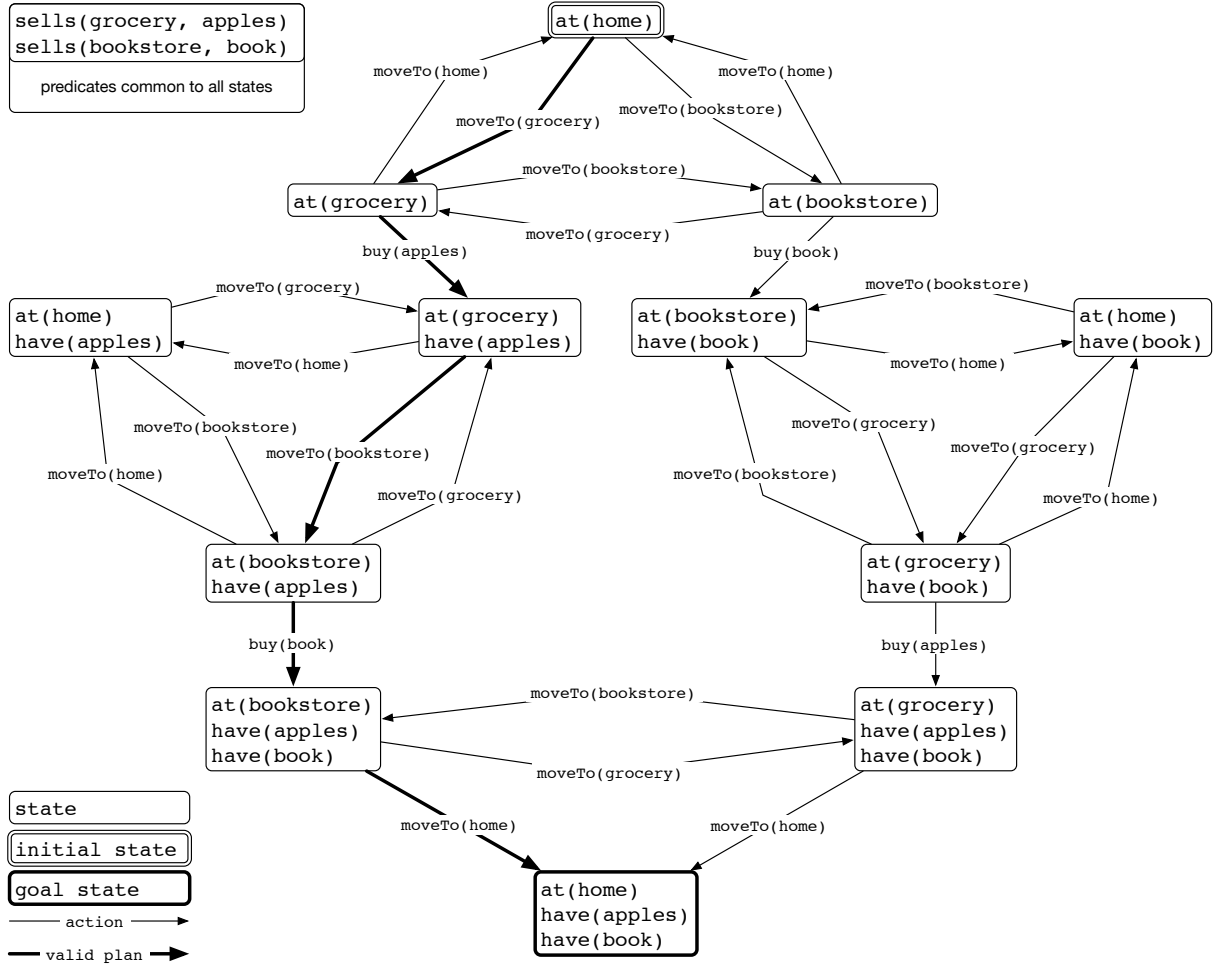 sells(grocery, apples)
sells(bookstore, book)
predicates common to all states
at(home)
moveTo(home)
moveTo(home)
moveTo(grocery)
moveTo(bookstore)
moveTo(bookstore)
at(grocery)
at(bookstore)
moveTo(grocery)
buy(apples)
buy(book)
moveTo(grocery)
moveTo(bookstore)
at(home)
have(apples)
at(grocery)
have(apples)
at(bookstore)
have(book)
at(home)
have(book)
moveTo(home)
moveTo(home)
moveTo(bookstore)
moveTo(grocery)
moveTo(bookstore)
moveTo(grocery)
moveTo(home)
moveTo(bookstore)
moveTo(grocery)
moveTo(home)
at(bookstore)
have(apples)
at(grocery)
have(book)
buy(book)
buy(apples)
at(bookstore)
have(apples)
have(book)
moveTo(bookstore)
at(grocery)
have(apples)
have(book)
moveTo(grocery)
moveTo(home)
moveTo(home)
at(home)
have(apples)
have(book)
state
initial state
goal state
action
valid plan